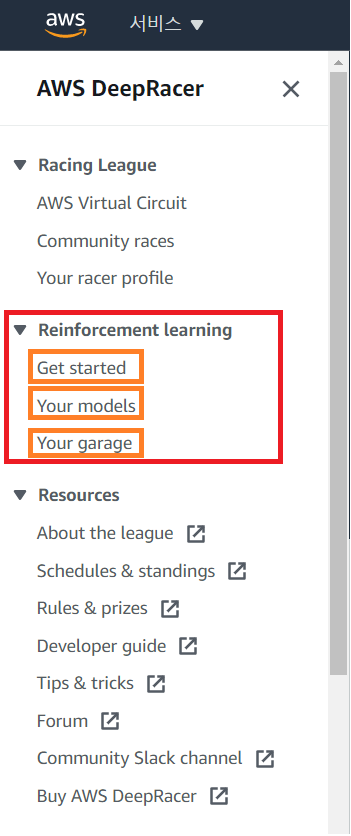 aws 서비스
AWS DeepRacer
Racing League
AWS Virtual Circuit
Community races
Your racer profile
Reinforcement learning
Get started
Your models
Your garage
Resources
About the league
Schedules & standings
Rules & prizes
Developer guide
Tips & tricks
Forum
Community Slack channel
Buy AWS DeepRacer